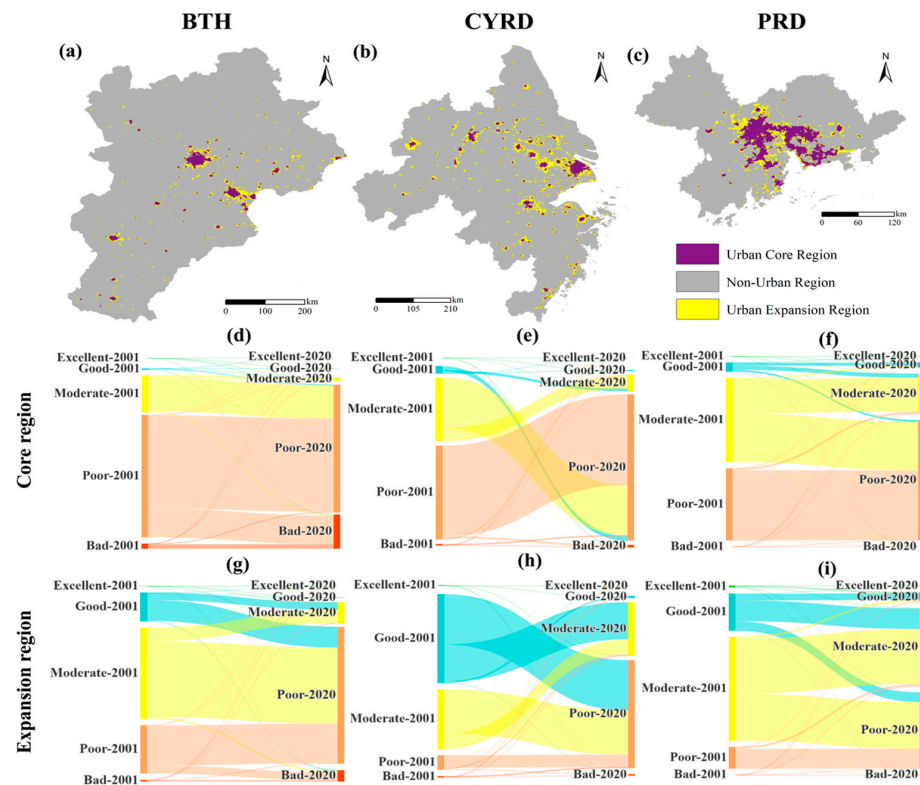 BTH
CYRD
PRD
(a)
N
km
0 100 200
(b)
N
km
0 105 210
(c)
N
km
0 60 120
Urban Core Region
Non-Urban Region
Urban Expansion Region
Core region
(d)
Excellent-2001
Good-2001
Moderate-2001
Poor-2001
Bad-2001
Excellent-2020
Good-2020
Moderate-2020
Poor-2020
Bad-2020
(e)
Excellent-2001
Good-2001
Moderate-2001
Poor-2001
Bad-2001
Excellent-2020
Good-2020
Moderate-2020
Poor-2020
Bad-2020
(f)
Excellent-2001
Good-2001
Moderate-2001
Poor-2001
Bad-2001
Excellent-2020
Good-2020
Moderate-2020
Poor-2020
Bad-2020
Expansion region
(g)
Excellent-2001
Good-2001
Moderate-2001
Poor-2001
Bad-2001
Excellent-2020
Good-2020
Moderate-2020
Poor-2020
Bad-2020
(h)
Excellent-2001
Good-2001
Moderate-2001
Poor-2001
Bad-2001
Excellent-2020
Good-2020
Moderate-2020
Poor-2020
Bad-2020
(i)
Excellent-2001
Good-2001
Moderate-2001
Poor-2001
Bad-2001
Excellent-2020
Good-2020
Moderate-2020
Poor-2020
Bad-2020